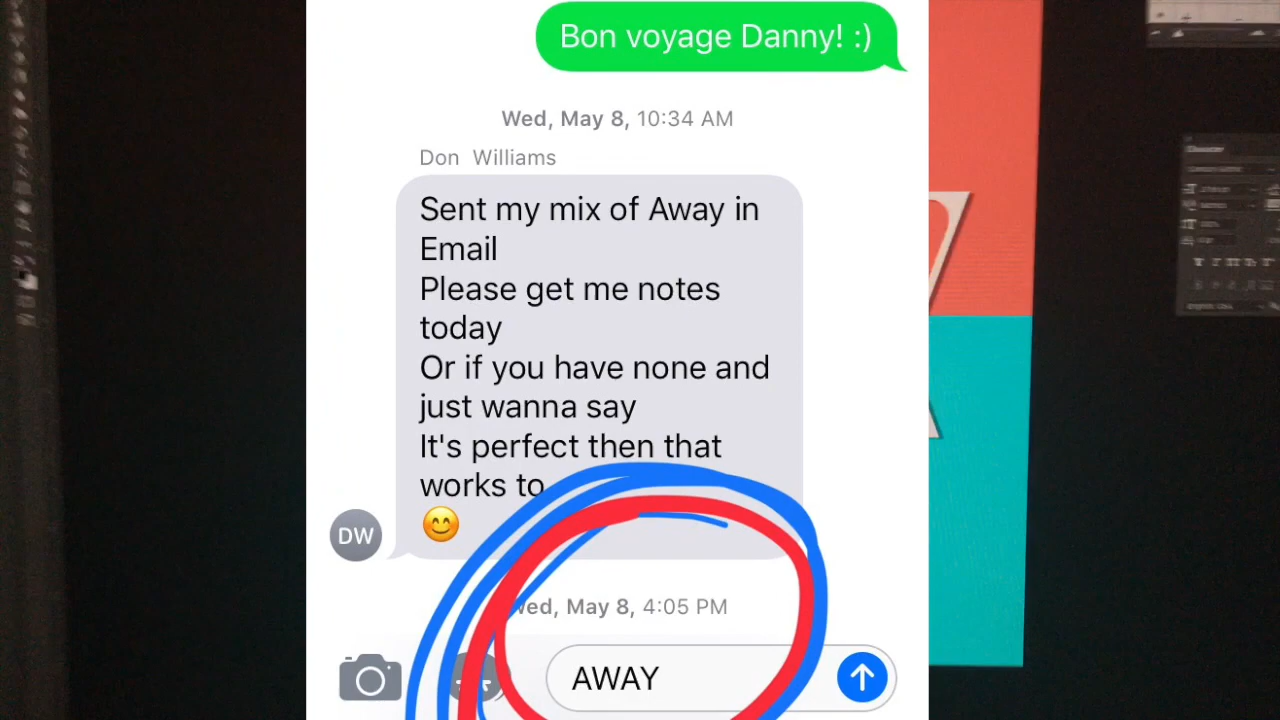 Bon voyage Danny! :)
Wed, May 8, 10:34 AM
Don Williams
Sent my mix of Away in
Email
Please get me notes
today
Or if you have none and
just wanna say
It's perfect then that
works to
😊
DW
Wed, May 8, 4:05 PM
AWAY